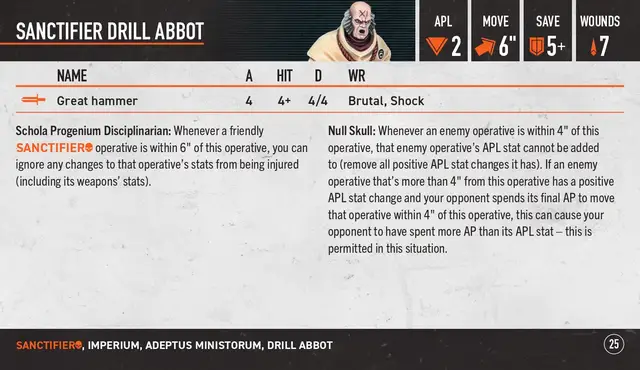 SANCTIFIER DRILL ABBOT
APL
2
MOVE
6"
SAVE
5+
WOUNDS
7
NAME A HIT D WR
Great hammer 4 4+ 4/4 Brutal, Shock
Schola Progenium Disciplinarian: Whenever a friendly
SANCTIFIER operative is within 6" of this operative, you can
ignore any changes to that operative's stats from being injured
(including its weapons' stats).
Null Skull: Whenever an enemy operative is within 4" of this
operative, that enemy operative's APL stat cannot be added
to (remove all positive APL stat changes it has). If an enemy
operative that's more than 4" from this operative has a positive
APL stat change and your opponent spends its final AP to move
that operative within 4" of this operative, this can cause your
opponent to have spent more AP than its APL stat – this is
permitted in this situation.
SANCTIFIER, IMPERIUM, ADEPTUS MINISTORUM, DRILL ABBOT
25